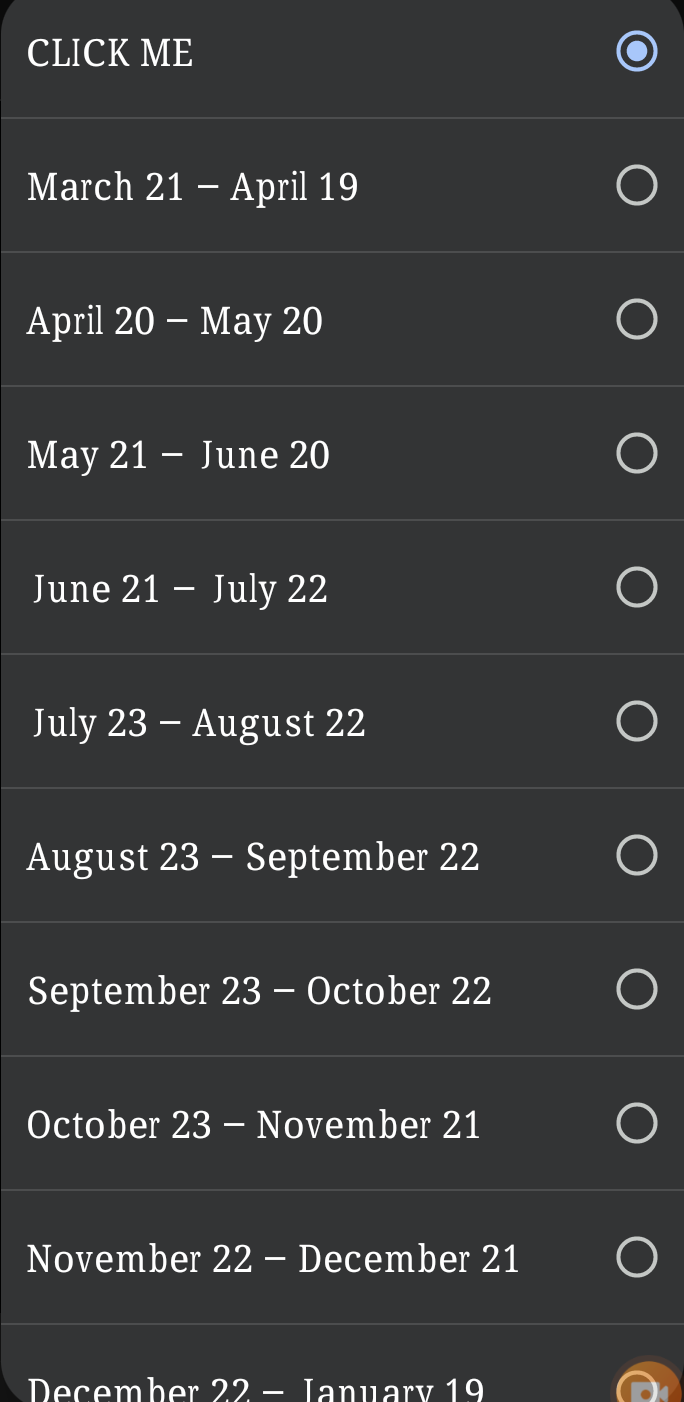 CLICK ME
March 21 – April 19
April 20 – May 20
May 21 – June 20
June 21 – July 22
July 23 – August 22
August 23 – September 22
September 23 – October 22
October 23 – November 21
November 22 – December 21
December 22 – January 19